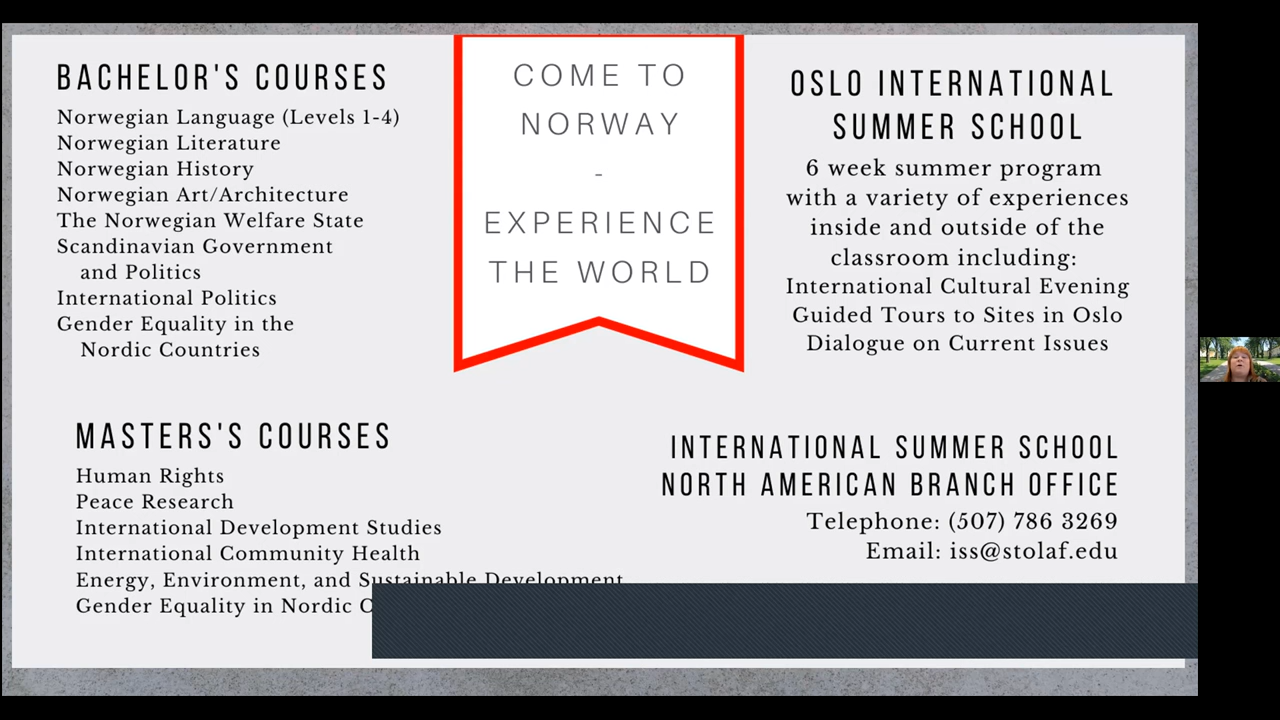 BACHELOR'S COURSES
Norwegian Language (Levels 1-4)
Norwegian Literature
Norwegian History
Norwegian Art/Architecture
The Norwegian Welfare State
Scandinavian Government
and Politics
International Politics
Gender Equality in the
Nordic Countries
COME TO
NORWAY
-
EXPERIENCE
THE WORLD
OSLO INTERNATIONAL
SUMMER SCHOOL
6 week summer program
with a variety of experiences
inside and outside of the
classroom including:
International Cultural Evening
Guided Tours to Sites in Oslo
Dialogue on Current Issues
MASTERS'S COURSES
Human Rights
Peace Research
International Development Studies
International Community Health
Energy, Environment, and Sustainable Development
Gender Equality in Nordic
INTERNATIONAL SUMMER SCHOOL
NORTH AMERICAN BRANCH OFFICE
Telephone: (507) 786 3269
Email: iss@stolaf.edu